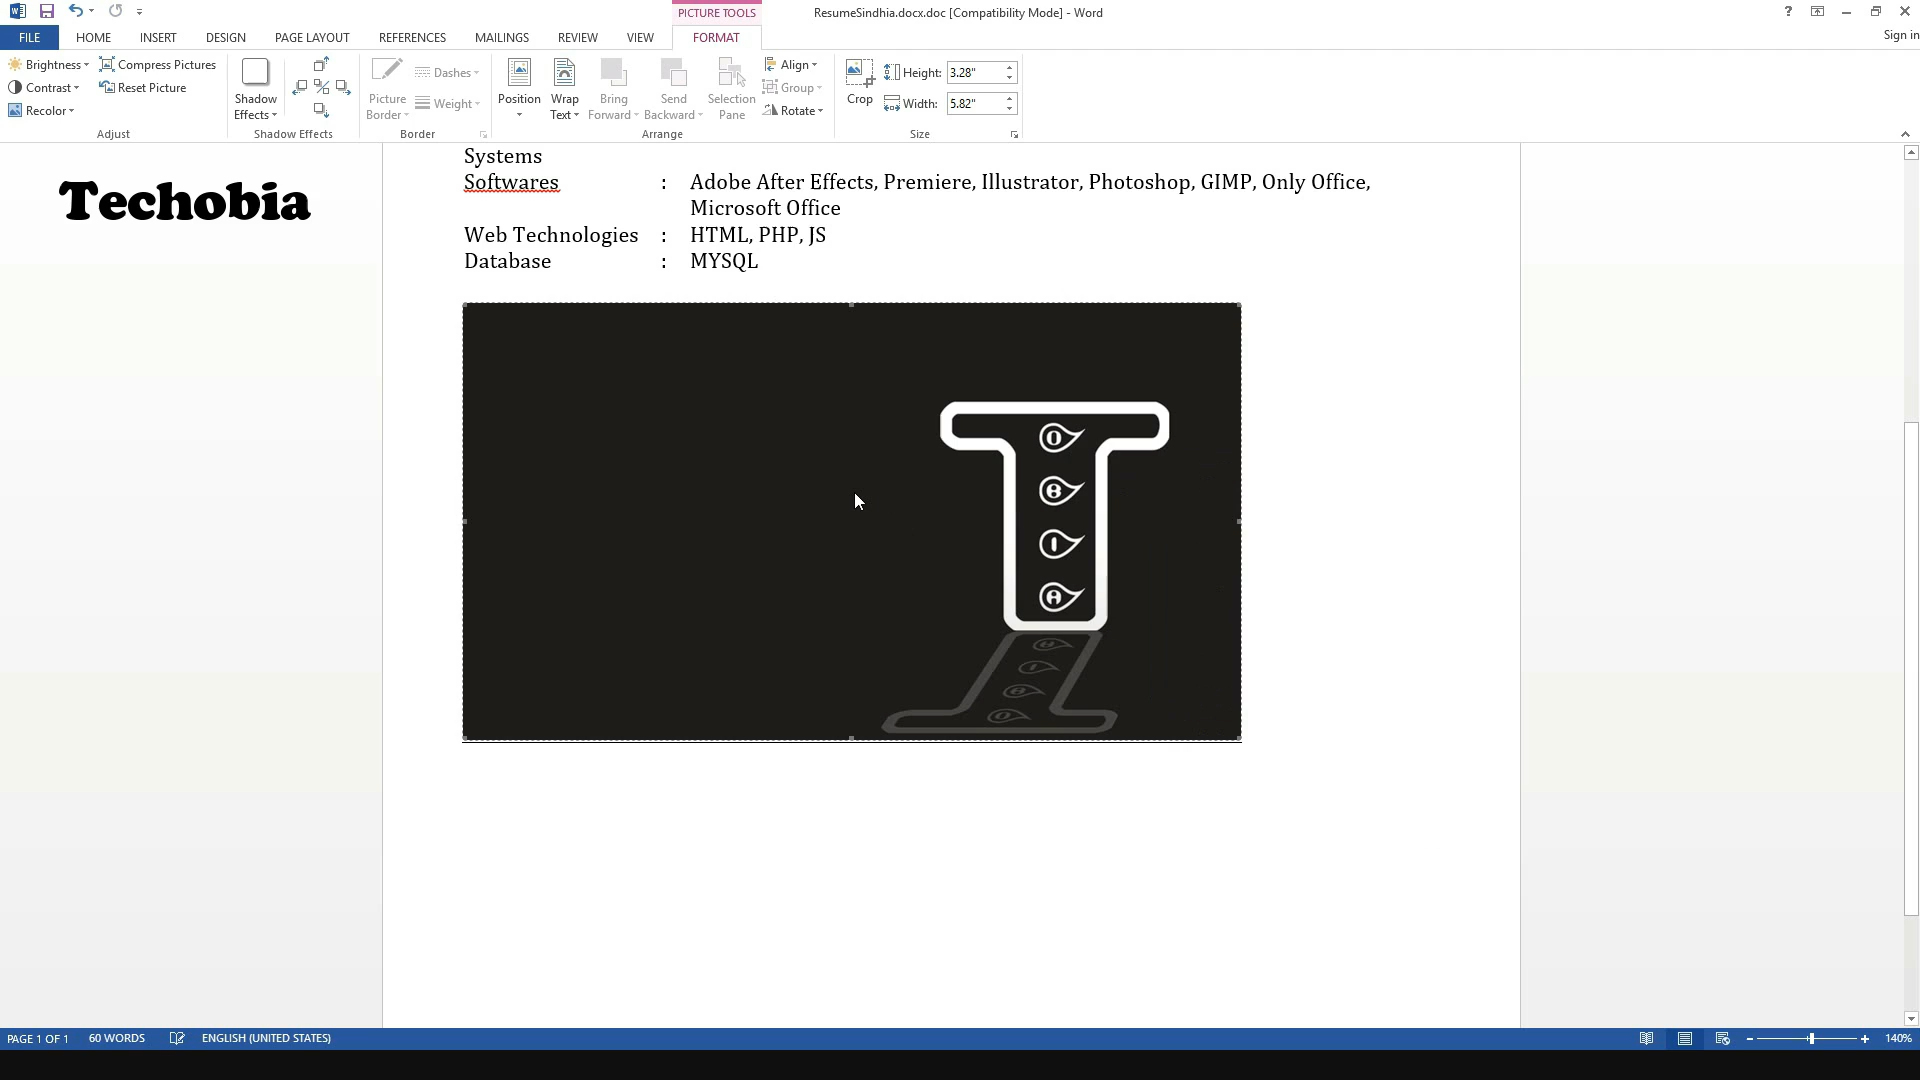 PICTURE TOOLS
ResumeSindhia.docx.doc [Compatibility Mode] - Word
?
FILE HOME INSERT DESIGN PAGE LAYOUT REFERENCES MAILINGS REVIEW VIEW FORMAT Sign in
Brightness Compress Pictures
Contrast Reset Picture
Recolor
Adjust
Shadow Effects
Shadow Effects
Picture Border
Dashes
Weight
Border
Position
Wrap Text
Bring Forward
Send Backward
Selection Pane
Align
Group
Rotate
Arrange
Crop
Height: 3.28"
Width: 5.82"
Size
Techobia
Systems
Softwares : Adobe After Effects, Premiere, Illustrator, Photoshop, GIMP, Only Office,
Microsoft Office
Web Technologies : HTML, PHP, JS
Database : MYSQL
T
O
B
I
A
PAGE 1 OF 1 60 WORDS ENGLISH (UNITED STATES) 140%